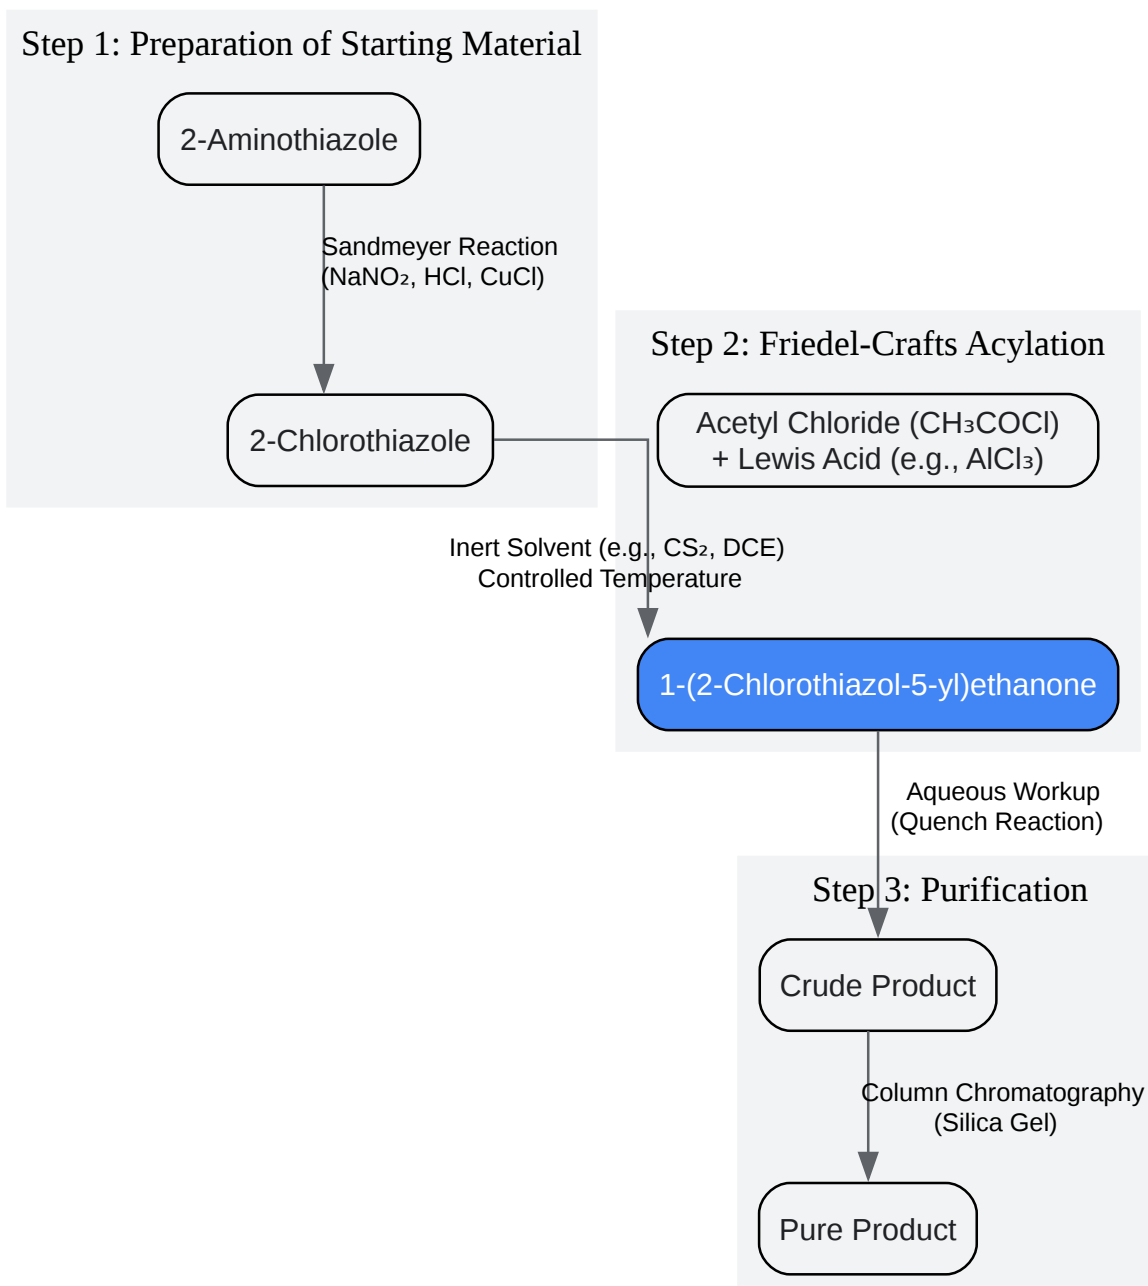 Step 1: Preparation of Starting Material
2-Aminothiazole
Sandmeyer Reaction
(NaNO₂, HCl, CuCl)
2-Chlorothiazole
Step 2: Friedel-Crafts Acylation
Acetyl Chloride (CH₃COCl)
+ Lewis Acid (e.g., AlCl₃)
Inert Solvent (e.g., CS₂, DCE)
Controlled Temperature
1-(2-Chlorothiazol-5-yl)ethanone
Aqueous Workup
(Quench Reaction)
Step 3: Purification
Crude Product
Column Chromatography
(Silica Gel)
Pure Product